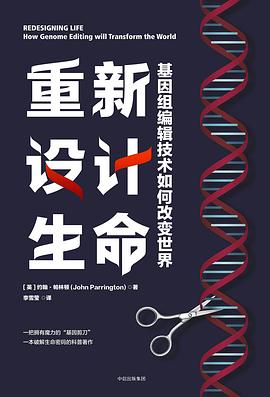 REDESIGNING LIFE
How Genome Editing will Transform the World
重新
设计
生命
基因组编辑技术如何改变世界
[英]约翰·帕林顿 (John Parrington) 著
李雪莹 译
一把拥有魔力的“基因剪刀”
一本破解生命密码的科普著作
中信出版集团